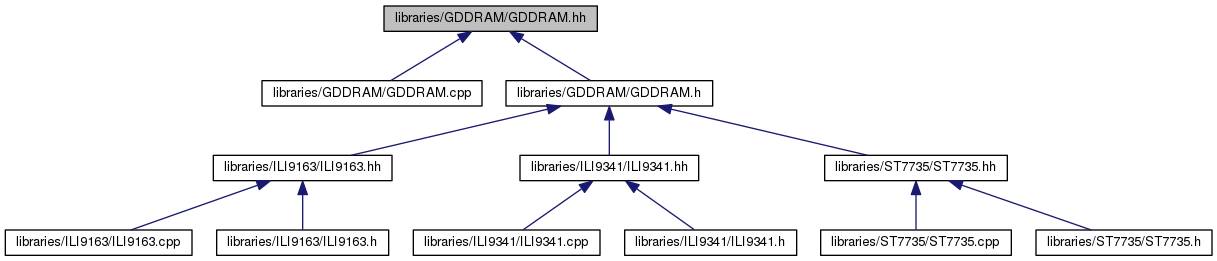 libraries/GDDRAM/GDDRAM.hh
libraries/GDDRAM/GDDRAM.cpp
libraries/GDDRAM/GDDRAM.h
libraries/ILI9163/ILI9163.hh
libraries/ILI9341/ILI9341.hh
libraries/ST7735/ST7735.hh
libraries/ILI9163/ILI9163.cpp
libraries/ILI9163/ILI9163.h
libraries/ILI9341/ILI9341.cpp
libraries/ILI9341/ILI9341.h
libraries/ST7735/ST7735.cpp
libraries/ST7735/ST7735.h